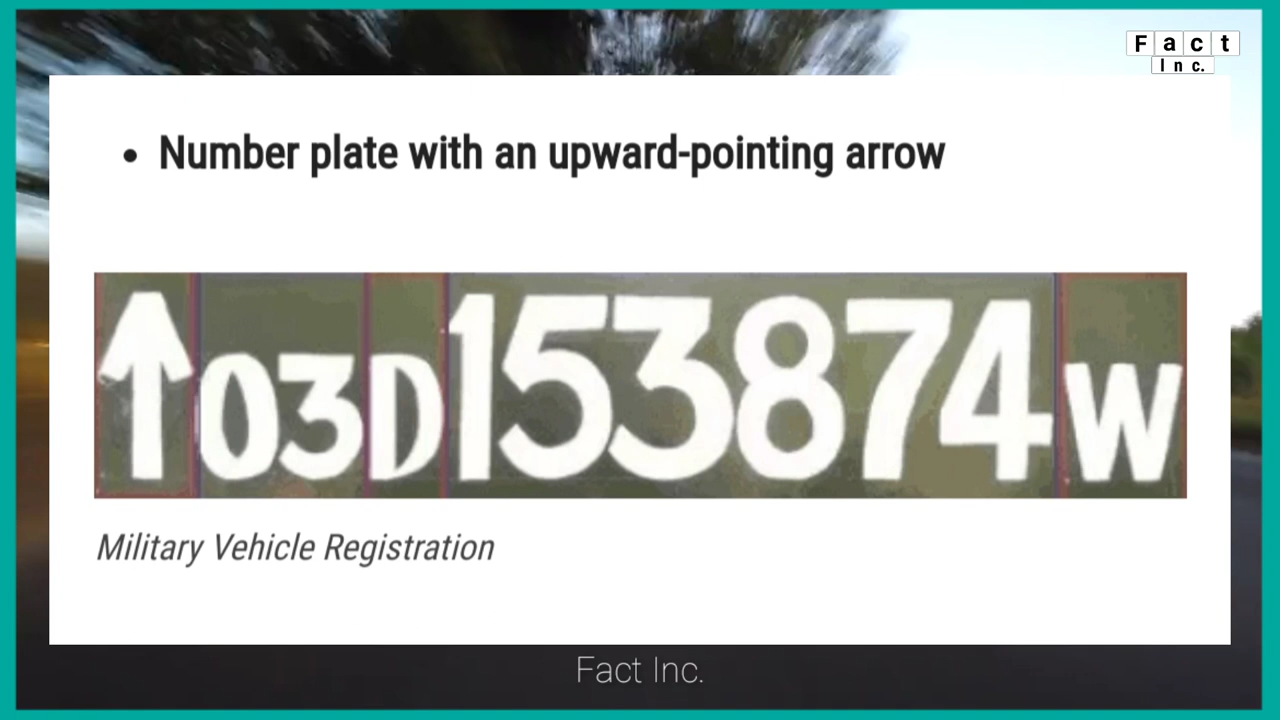 Fact
Inc.
• Number plate with an upward-pointing arrow
↑03D153874W
Military Vehicle Registration
Fact Inc.